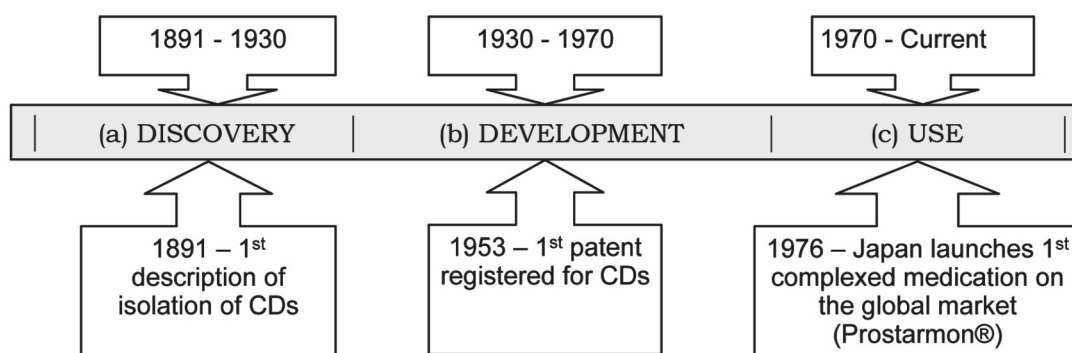 1891 - 1930
1930 - 1970
1970 - Current
(a) DISCOVERY
(b) DEVELOPMENT
(c) USE
1891 – 1st
description of
isolation of CDs
1953 – 1st patent
registered for CDs
1976 – Japan launches 1st
complexed medication on
the global market
(Prostarmon®)